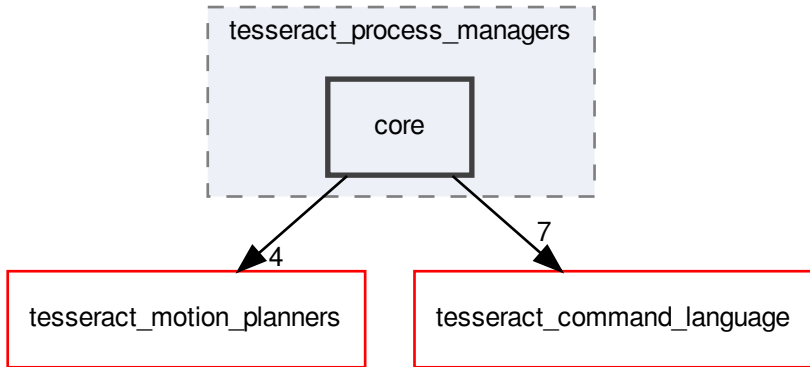 tesseract_process_managers
core
4
7
tesseract_motion_planners
tesseract_command_language